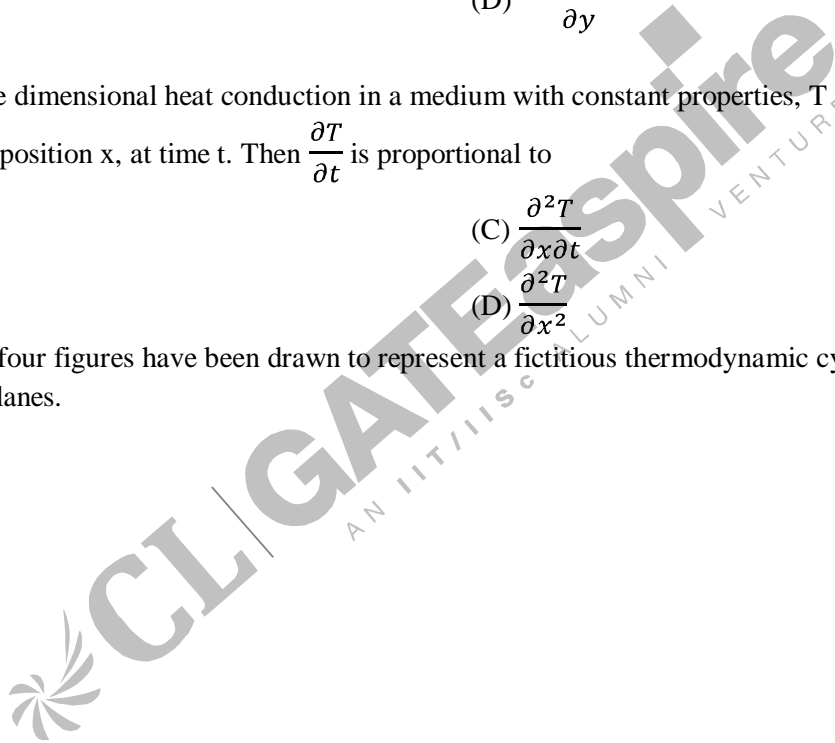 (D) ∂y
e dimensional heat conduction in a medium with constant properties, T
position x, at time t. Then ∂T/∂t is proportional to
(C) ∂²T/∂x∂t
(D) ∂²T/∂x²
four figures have been drawn to represent a fictitious thermodynamic cy
lanes.
CL GATEaspire
AN IIT/IISc ALUMNI VENTUR